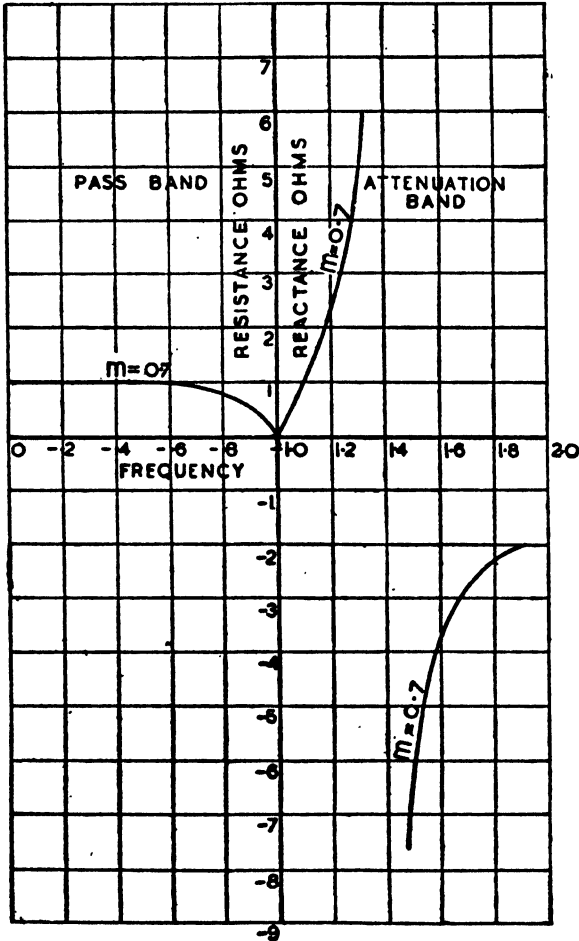 7
6
5
4
3
2
1
PASS BAND
RESISTANCE OHMS
REACTANCE OHMS
ATTENUATION
BAND
m=0.7
m=0.7
0 ·2 ·4 ·6 ·8 1·0 1·2 1·4 1·6 1·8 2·0
FREQUENCY
-1
-2
-3
-4
-5
-6
-7
-8
-9
m=0.7